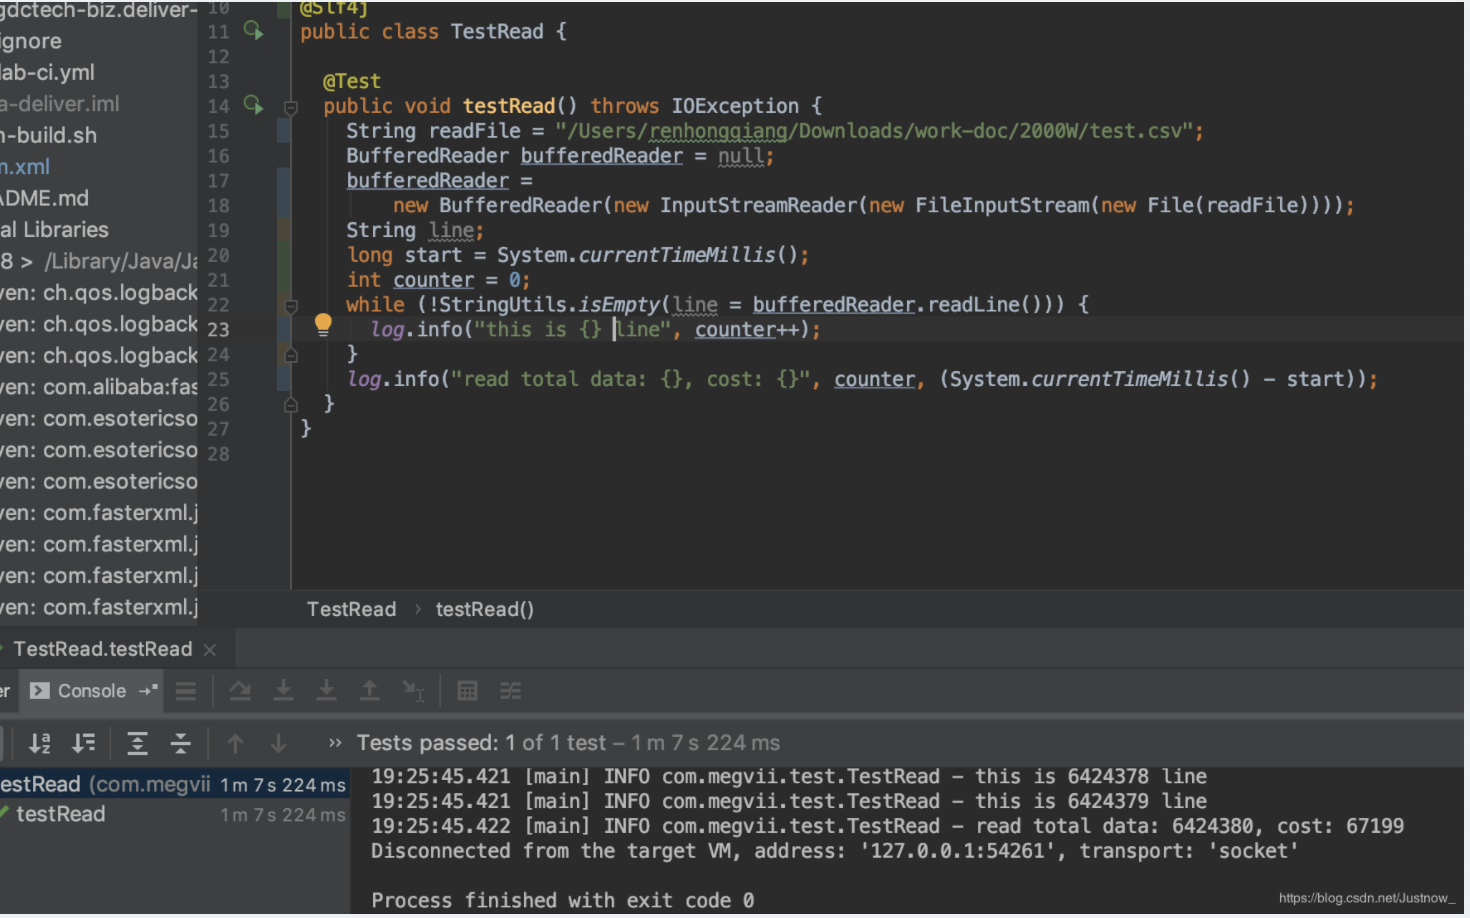 gdctech-biz.deliver-
ignore
lab-ci.yml
a-deliver.iml
n-build.sh
m.xml
ADME.md
al Libraries
8 > /Library/Java/Ja
ven: ch.qos.logback
ven: ch.qos.logback
ven: ch.qos.logback
ven: com.alibaba:fas
ven: com.esotericso
ven: com.esotericso
ven: com.esotericso
ven: com.fasterxml.j
ven: com.fasterxml.j
ven: com.fasterxml.j
ven: com.fasterxml.j
10 @Slf4j
11 public class TestRead {
12
13 @Test
14 public void testRead() throws IOException {
15 String readFile = "/Users/renhongqiang/Downloads/work-doc/2000W/test.csv";
16 BufferedReader bufferedReader = null;
17 bufferedReader =
18 new BufferedReader(new InputStreamReader(new FileInputStream(new File(readFile))));
19 String line;
20 long start = System.currentTimeMillis();
21 int counter = 0;
22 while (!StringUtils.isEmpty(line = bufferedReader.readLine())) {
23 log.info("this is {} line", counter++);
24 }
25 log.info("read total data: {}, cost: {}", counter, (System.currentTimeMillis() - start));
26 }
27 }
28
TestRead › testRead()
TestRead.testRead ×
er Console
» Tests passed: 1 of 1 test – 1 m 7 s 224 ms
estRead (com.megvii 1 m 7 s 224 ms
testRead 1 m 7 s 224 ms
19:25:45.421 [main] INFO com.megvii.test.TestRead - this is 6424378 line
19:25:45.421 [main] INFO com.megvii.test.TestRead - this is 6424379 line
19:25:45.422 [main] INFO com.megvii.test.TestRead - read total data: 6424380, cost: 67199
Disconnected from the target VM, address: '127.0.0.1:54261', transport: 'socket'
Process finished with exit code 0
https://blog.csdn.net/Justnow_